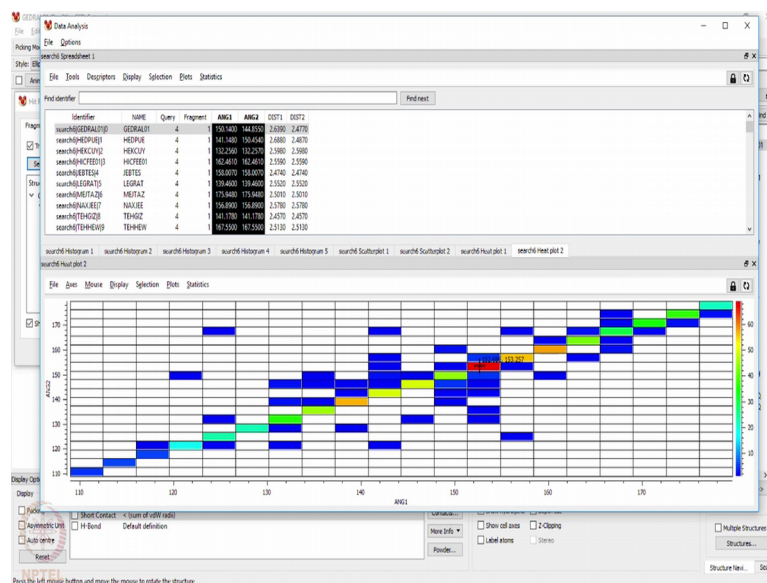 GEDRAL
Data Analysis
File Options
Picking Mo
Style:
search6 Spreadsheet 1
File Tools Descriptors Display Selection Plots Statistics
Find identifier
Find next
Identifier NAME Query Fragment ANG1 ANG2 DIST1 DIST2
search6|GEDRAL01|0 GEDRAL01 4 1 150.1400 144.8550 2.6390 2.4770
search6|HEDPUE|1 HEDPUE 4 1 141.1480 150.4540 2.6880 2.4870
search6|HEKCUY|2 HEKCUY 4 1 132.2560 132.2570 2.5980 2.5980
search6|HICFEE01|3 HICFEE01 4 1 162.4610 162.4610 2.5590 2.5590
search6|JEBTES|4 JEBTES 4 1 158.0070 158.0070 2.4740 2.4740
search6|LEGRAT|5 LEGRAT 4 1 139.4600 139.4600 2.5520 2.5520
search6|MEJTAZ|6 MEJTAZ 4 1 175.9480 175.9480 2.5010 2.5010
search6|NAXJEE|7 NAXJEE 4 1 156.8900 156.8900 2.5780 2.5780
search6|TEHGIZ|8 TEHGIZ 4 1 141.1780 141.1780 2.4570 2.4570
search6|TEHHEW|9 TEHHEW 4 1 167.5500 167.5500 2.5130 2.5130
search6 Histogram 1 search6 Histogram 2 search6 Histogram 3 search6 Histogram 4 search6 Histogram 5 search6 Scatterplot 1 search6 Scatterplot 2 search6 Heat plot 1 search6 Heat plot 2
search6 Heat plot 2
File Axes Mouse Display Selection Plots Statistics
170
160
150
140
130
120
110
ANG2
153.257
60
50
40
30
20
10
110 120 130 140 150 160 170
ANG1
Display Opti
Display
Short Contact < (sum of vdW radii)
Asymmetric Unit H-Bond Default definition
Auto centre
Reset
Contacts...
More Info
Powder...
Show cell axes Z-Clipping
Label atoms Stereo
Multiple Structures
Structures...
Structure Navi...
NPTEL
Press the left mouse button and move the mouse to rotate the structure